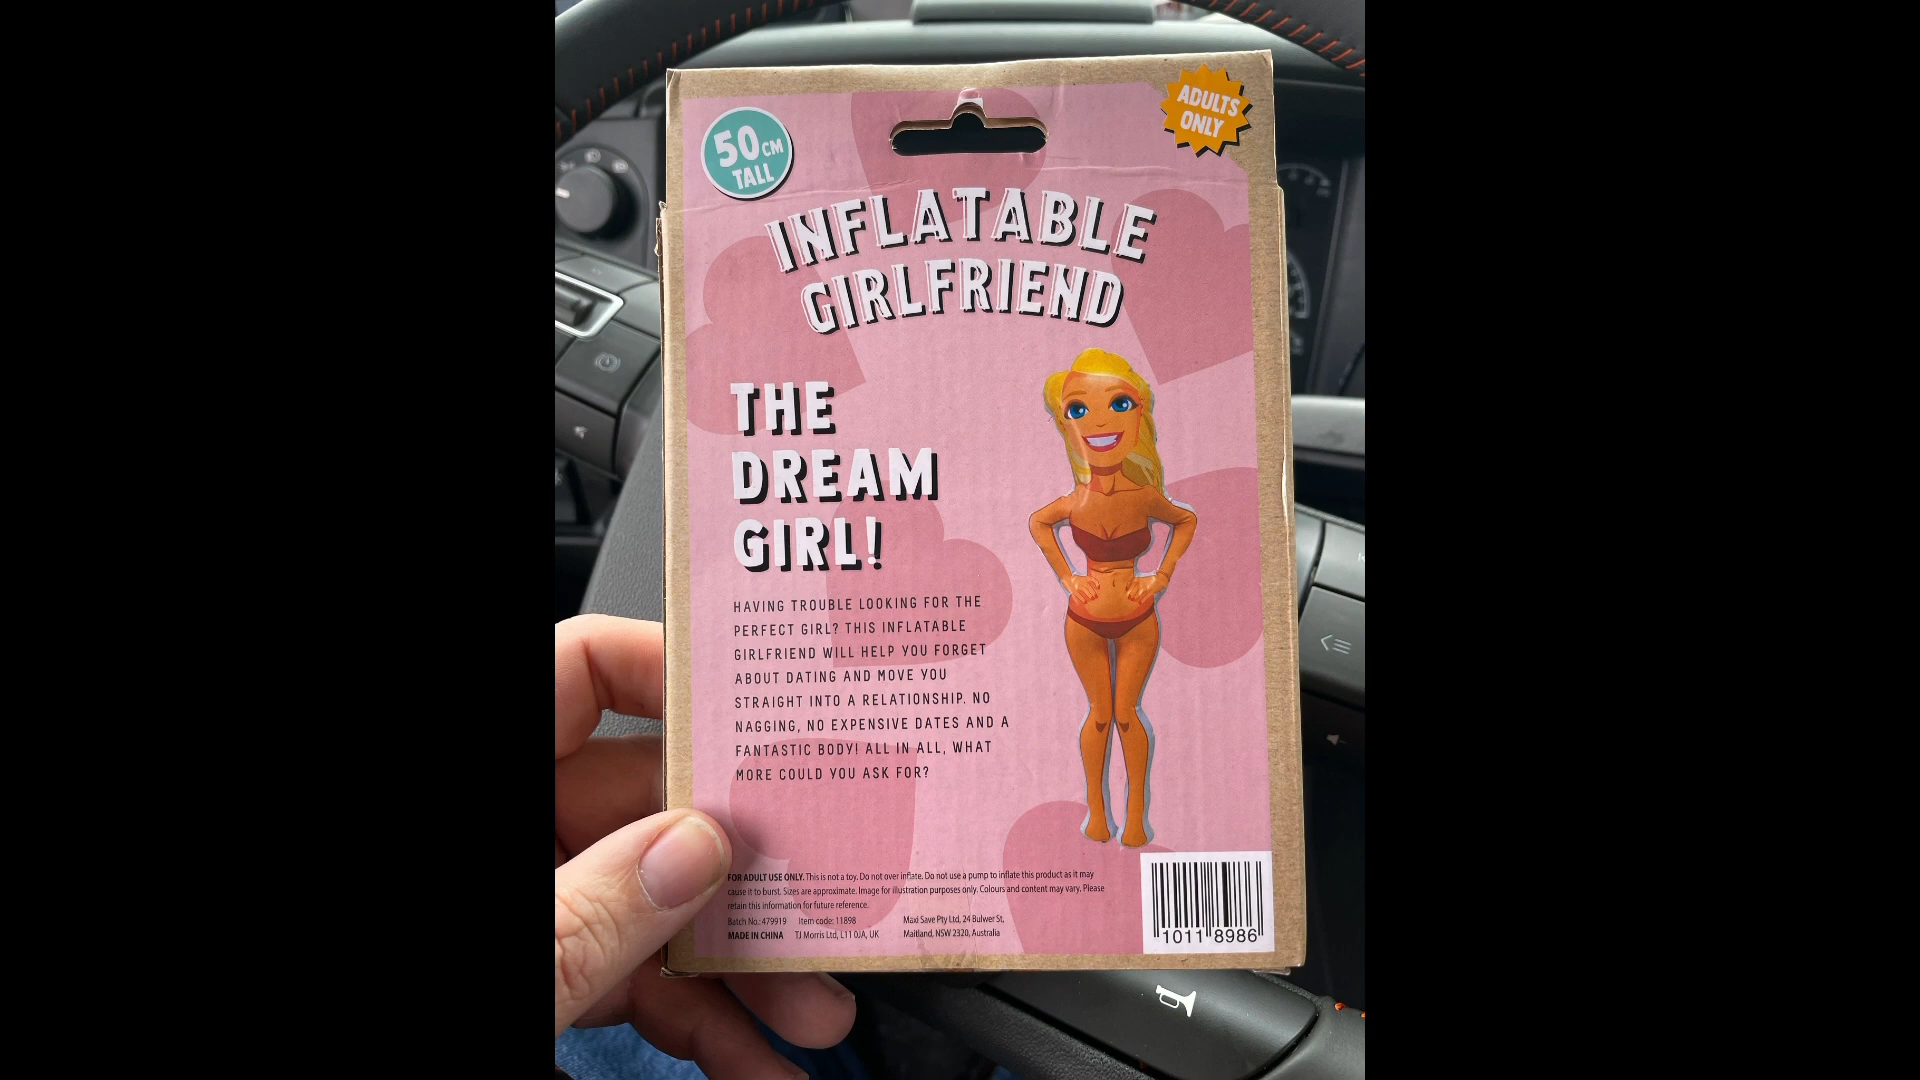 50CM
TALL
ADULTS
ONLY
INFLATABLE
GIRLFRIEND
THE
DREAM
GIRL!
HAVING TROUBLE LOOKING FOR THE
PERFECT GIRL? THIS INFLATABLE
GIRLFRIEND WILL HELP YOU FORGET
ABOUT DATING AND MOVE YOU
STRAIGHT INTO A RELATIONSHIP. NO
NAGGING, NO EXPENSIVE DATES AND A
FANTASTIC BODY! ALL IN ALL, WHAT
MORE COULD YOU ASK FOR?
FOR ADULT USE ONLY. This is not a toy. Do not over inflate. Do not use a pump to inflate this product as it may
cause it to burst. Sizes are approximate. Image for illustration purposes only. Colours and content may vary. Please
retain this information for future reference.
Batch No.: 479919 Item code: 11898 Maxi Save Pty Ltd, 24 Bulwer St,
MADE IN CHINA TJ Morris Ltd, L11 0JA, UK Maitland, NSW 2320, Australia
1011 8986